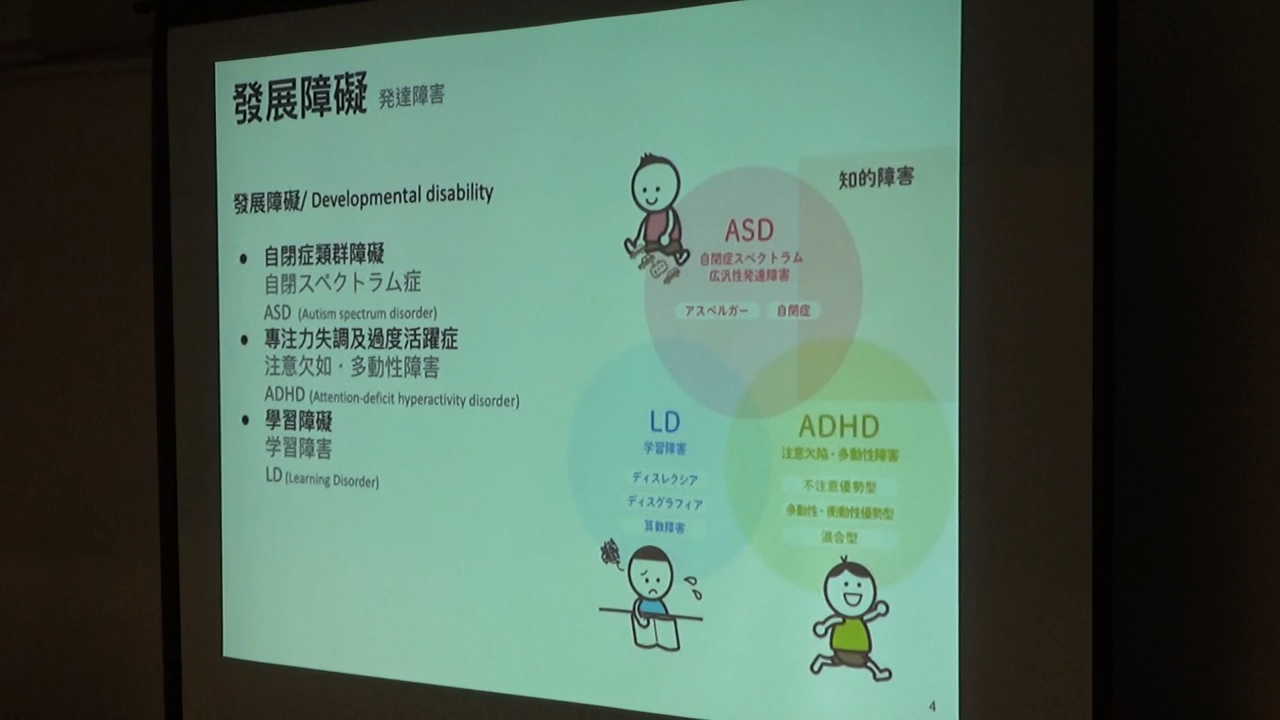 發展障礙 発達障害
發展障礙/ Developmental disability
• 自閉症類群障礙
自閉スペクトラム症
ASD (Autism spectrum disorder)
• 專注力失調及過度活躍症
注意欠如・多動性障害
ADHD (Attention-deficit hyperactivity disorder)
• 學習障礙
学習障害
LD (Learning Disorder)
知的障害
ASD
自閉症スペクトラム
広汎性発達障害
アスペルガー 自閉症
LD
学習障害
ディスレクシア
ディスグラフィア
算数障害
ADHD
注意欠陥・多動性障害
不注意優勢型
多動性・衝動性優勢型
混合型
4